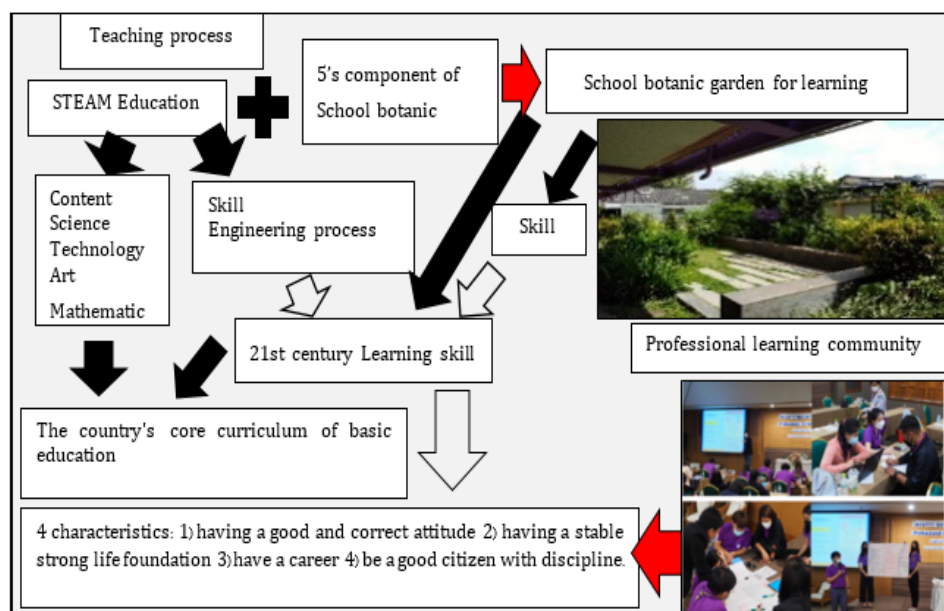 Teaching process
STEAM Education
5's component of
School botanic
School botanic garden for learning
Content
Science
Technology
Art
Mathematic
Skill
Engineering process
Skill
21st century Learning skill
Professional learning community
The country's core curriculum of basic
education
4 characteristics: 1) having a good and correct attitude 2) having a stable
strong life foundation 3) have a career 4) be a good citizen with discipline.